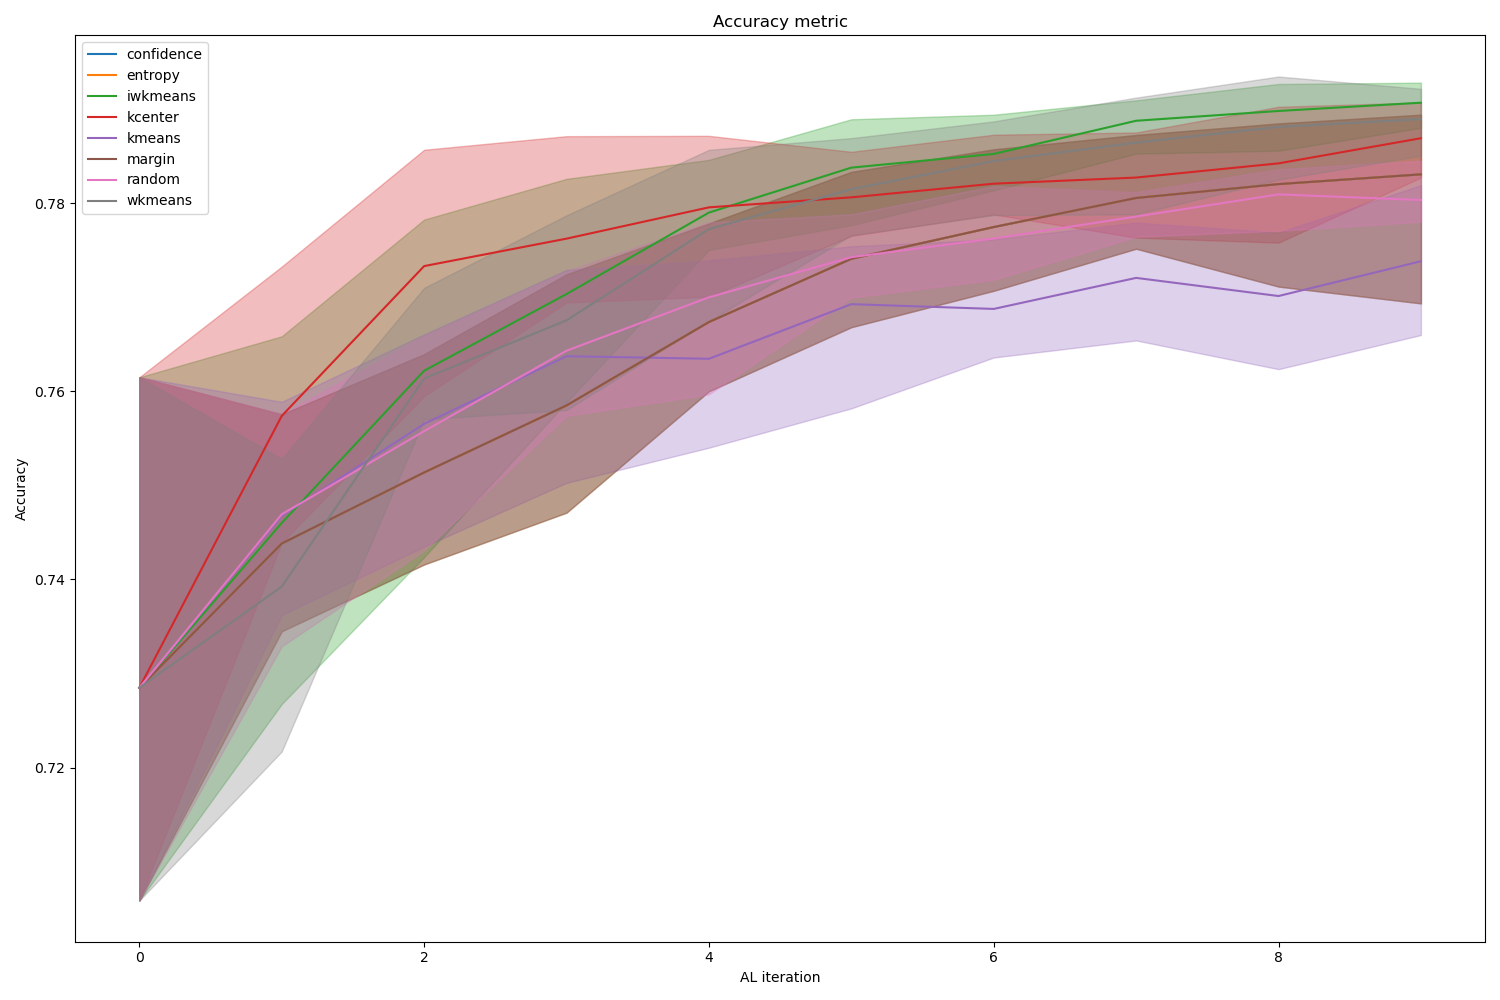 Accuracy metric
confidence
entropy
iwkmeans
kcenter
kmeans
margin
random
wkmeans
Accuracy
0.78
0.76
0.74
0.72
0 2 4 6 8
AL iteration